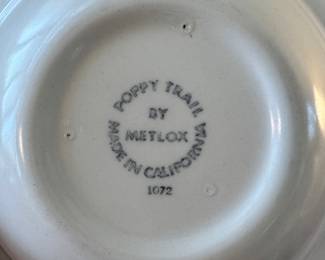 POPPY TRAIL
BY
METLOX
MADE IN CALIFORNIA
1072